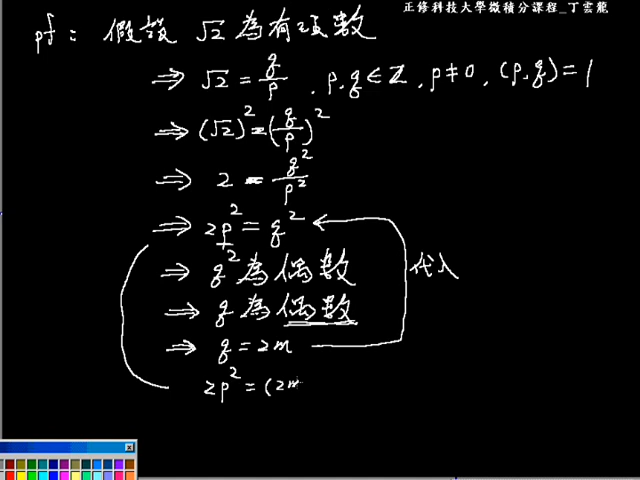 正修科技大學微積分課程_丁雲龍
pf : 假設 √2 為有理數
⇒ √2 = q/p , p, q ∈ Z , p ≠ 0 , (p, q) = 1
⇒ (√2)² = (q/p)²
⇒ 2 = q²/p²
⇒ 2p² = q²
⇒ q² 為偶數
代入
⇒ q 為偶數
⇒ q = 2m
2p² = (2m